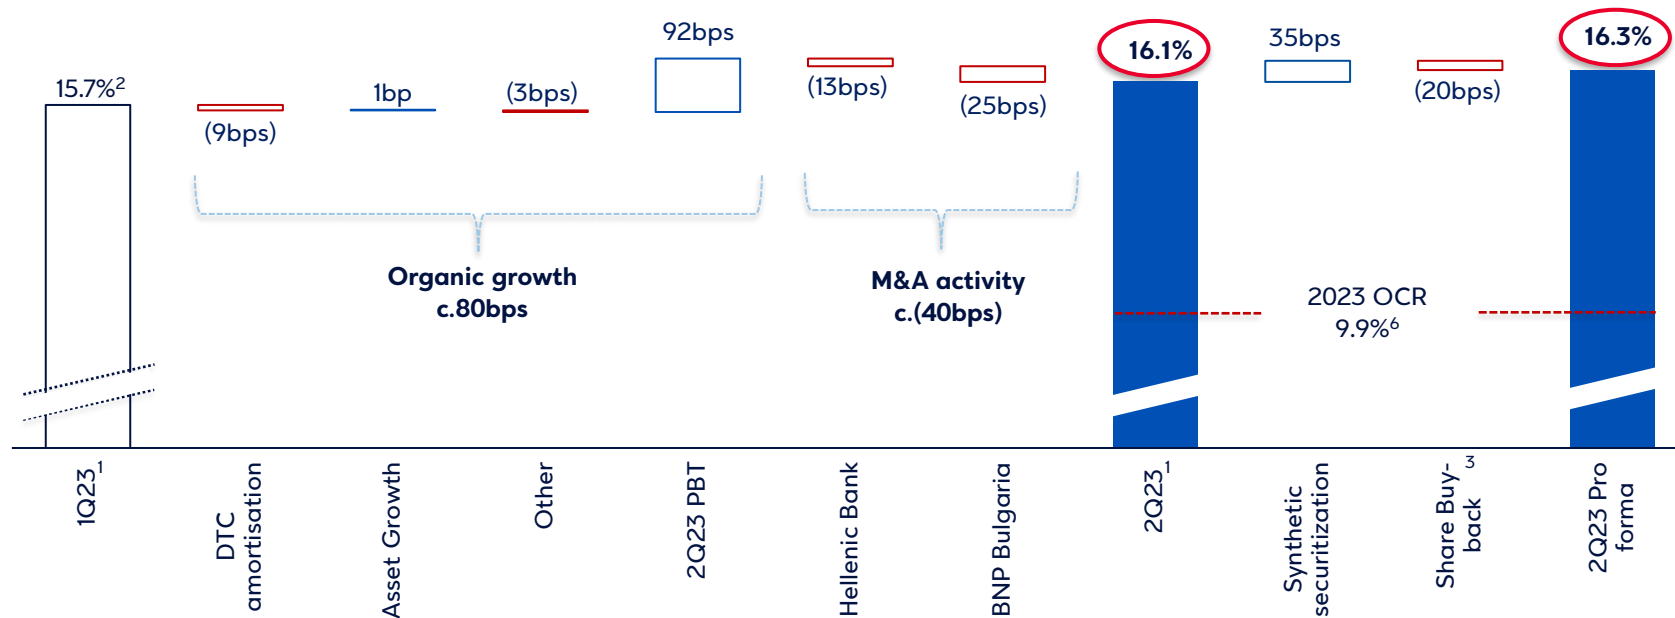 15.7%²
(9bps)
1bp
(3bps)
92bps
(13bps)
(25bps)
16.1%
35bps
(20bps)
16.3%
Organic growth
c.80bps
M&A activity
c.(40bps)
2023 OCR
9.9%⁶
1Q23¹
DTC
amortisation
Asset Growth
Other
2Q23 PBT
Hellenic Bank
BNP Bulgaria
2Q23¹
Synthetic
securitization
Share Buy-³
back
2Q23 Pro
forma